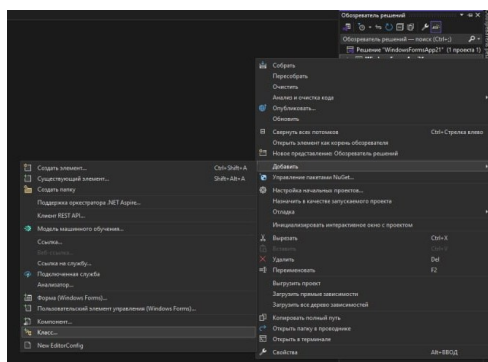 Обозреватель решений
Обозреватель решений — поиск (Ctrl+;)
Решение "WindowsFormsApp21" (1 проекта 1)
Собрать
Пересобрать
Очистить
Анализ и очистка кода
Опубликовать...
Обновить
Свернуть всех потомков Ctrl+Стрелка влево
Открыть элемент как корень обозревателя
Новое представление: Обозреватель решений
Добавить
Управление пакетами NuGet...
Настройка начальных проектов...
Назначить в качестве запускаемого проекта
Отладка
Инициализировать интерактивное окно с проектом
Вырезать Ctrl+X
Вставить Ctrl+V
Удалить Del
Переименовать F2
Выгрузить проект
Загрузить прямые зависимости
Загрузить все дерево зависимостей
Копировать полный путь
Открыть папку в проводнике
Открыть в терминале
Свойства Alt+ВВОД
Создать элемент... Ctrl+Shift+A
Существующий элемент... Shift+Alt+A
Создать папку
Поддержка оркестратора .NET Aspire...
Клиент REST API...
Модель машинного обучения...
Ссылка...
Веб-ссылка...
Ссылка на службу...
Подключенная служба
Анализатор...
Форма (Windows Forms)...
Пользовательский элемент управления (Windows Forms)...
Компонент...
Класс...
New EditorConfig